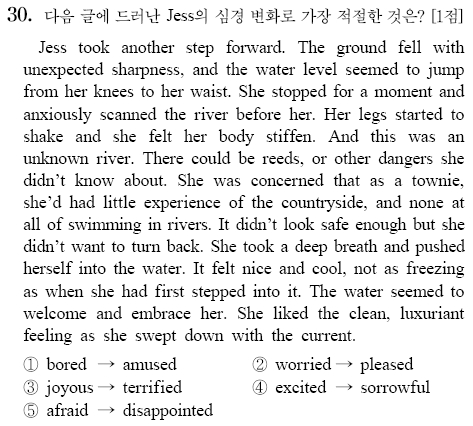 30. 다음 글에 드러난 Jess의 심경 변화로 가장 적절한 것은? [1점]
Jess took another step forward. The ground fell with
unexpected sharpness, and the water level seemed to jump
from her knees to her waist. She stopped for a moment and
anxiously scanned the river before her. Her legs started to
shake and she felt her body stiffen. And this was an
unknown river. There could be reeds, or other dangers she
didn't know about. She was concerned that as a townie,
she'd had little experience of the countryside, and none at
all of swimming in rivers. It didn't look safe enough but she
didn't want to turn back. She took a deep breath and pushed
herself into the water. It felt nice and cool, not as freezing
as when she had first stepped into it. The water seemed to
welcome and embrace her. She liked the clean, luxuriant
feeling as she swept down with the current.
① bored → amused ② worried → pleased
③ joyous → terrified ④ excited → sorrowful
⑤ afraid → disappointed